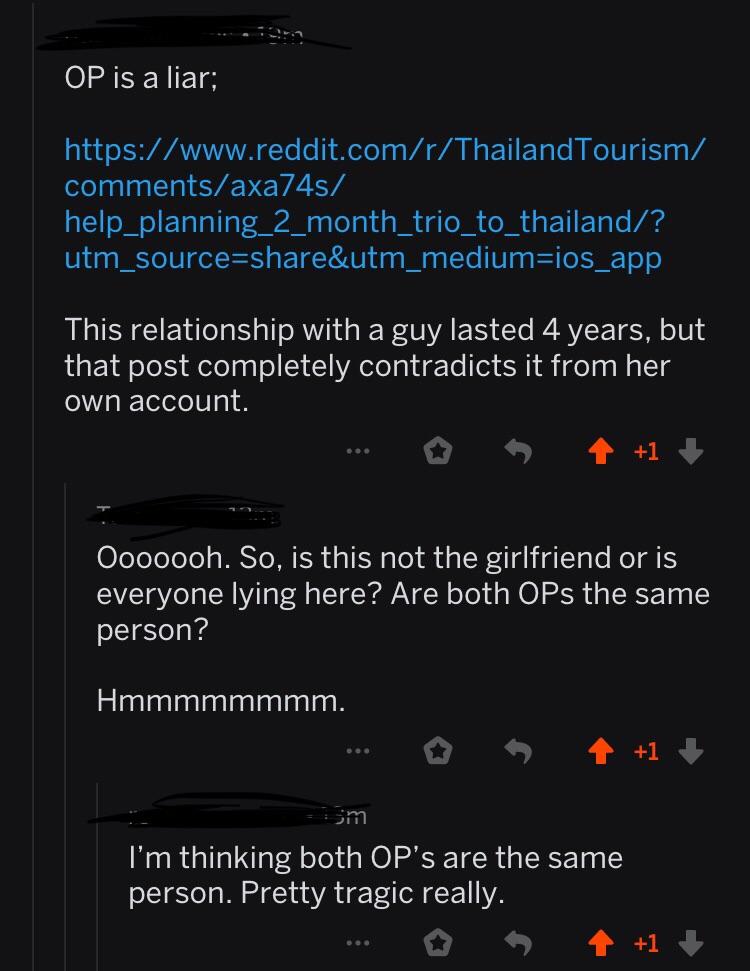 19m
OP is a liar;
https://www.reddit.com/r/ThailandTourism/
comments/axa74s/
help_planning_2_month_trio_to_thailand/?
utm_source=share&utm_medium=ios_app
This relationship with a guy lasted 4 years, but
that post completely contradicts it from her
own account.
+1
Ooooooh. So, is this not the girlfriend or is
everyone lying here? Are both OPs the same
person?
Hmmmmmmmm.
+1
I'm thinking both OP's are the same
person. Pretty tragic really.
+1